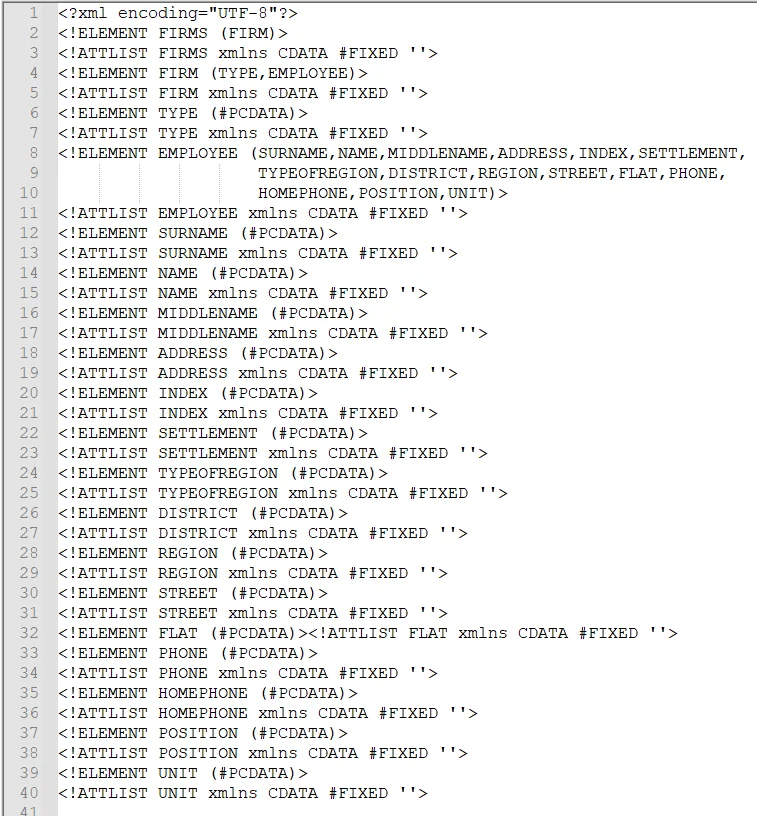 1 <?xml encoding="UTF-8"?>
2 <!ELEMENT FIRMS (FIRM)>
3 <!ATTLIST FIRMS xmlns CDATA #FIXED ''>
4 <!ELEMENT FIRM (TYPE,EMPLOYEE)>
5 <!ATTLIST FIRM xmlns CDATA #FIXED ''>
6 <!ELEMENT TYPE (#PCDATA)>
7 <!ATTLIST TYPE xmlns CDATA #FIXED ''>
8 <!ELEMENT EMPLOYEE (SURNAME,NAME,MIDDLENAME,ADDRESS,INDEX,SETTLEMENT,
9 TYPEOFREGION,DISTRICT,REGION,STREET,FLAT,PHONE,
10 HOMEPHONE,POSITION,UNIT)>
11 <!ATTLIST EMPLOYEE xmlns CDATA #FIXED ''>
12 <!ELEMENT SURNAME (#PCDATA)>
13 <!ATTLIST SURNAME xmlns CDATA #FIXED ''>
14 <!ELEMENT NAME (#PCDATA)>
15 <!ATTLIST NAME xmlns CDATA #FIXED ''>
16 <!ELEMENT MIDDLENAME (#PCDATA)>
17 <!ATTLIST MIDDLENAME xmlns CDATA #FIXED ''>
18 <!ELEMENT ADDRESS (#PCDATA)>
19 <!ATTLIST ADDRESS xmlns CDATA #FIXED ''>
20 <!ELEMENT INDEX (#PCDATA)>
21 <!ATTLIST INDEX xmlns CDATA #FIXED ''>
22 <!ELEMENT SETTLEMENT (#PCDATA)>
23 <!ATTLIST SETTLEMENT xmlns CDATA #FIXED ''>
24 <!ELEMENT TYPEOFREGION (#PCDATA)>
25 <!ATTLIST TYPEOFREGION xmlns CDATA #FIXED ''>
26 <!ELEMENT DISTRICT (#PCDATA)>
27 <!ATTLIST DISTRICT xmlns CDATA #FIXED ''>
28 <!ELEMENT REGION (#PCDATA)>
29 <!ATTLIST REGION xmlns CDATA #FIXED ''>
30 <!ELEMENT STREET (#PCDATA)>
31 <!ATTLIST STREET xmlns CDATA #FIXED ''>
32 <!ELEMENT FLAT (#PCDATA)><!ATTLIST FLAT xmlns CDATA #FIXED ''>
33 <!ELEMENT PHONE (#PCDATA)>
34 <!ATTLIST PHONE xmlns CDATA #FIXED ''>
35 <!ELEMENT HOMEPHONE (#PCDATA)>
36 <!ATTLIST HOMEPHONE xmlns CDATA #FIXED ''>
37 <!ELEMENT POSITION (#PCDATA)>
38 <!ATTLIST POSITION xmlns CDATA #FIXED ''>
39 <!ELEMENT UNIT (#PCDATA)>
40 <!ATTLIST UNIT xmlns CDATA #FIXED ''>
41